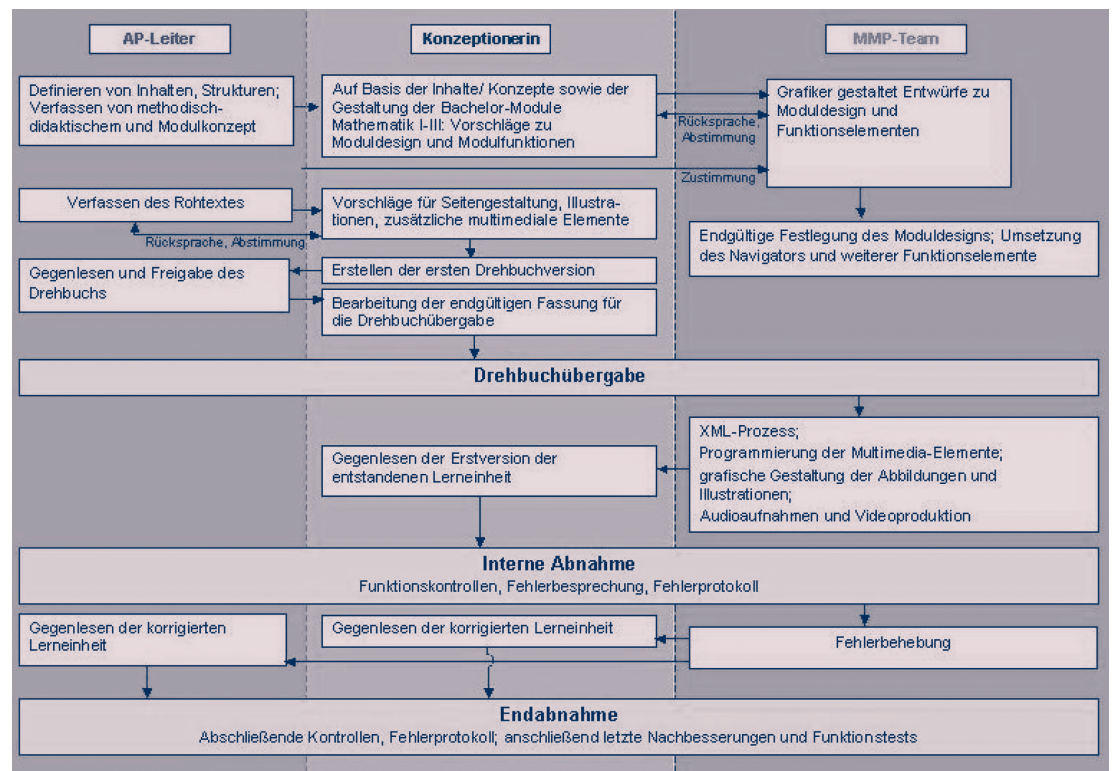 AP-Leiter
Konzeptionerin
MMP-Team
Definieren von Inhalten, Strukturen;
Verfassen von methodisch-
didaktischem und Modulkonzept
Auf Basis der Inhalte/ Konzepte sowie der
Gestaltung der Bachelor-Module
Mathematik I-III: Vorschläge zu
Moduldesign und Modulfunktionen
Rücksprache,
Abstimmung
Grafiker gestaltet Entwürfe zu
Moduldesign und
Funktionselementen
Zustimmung
Verfassen des Rohtextes
Vorschläge für Seitengestaltung, Illustra-
tionen, zusätzliche multimediale Elemente
Rücksprache, Abstimmung
Endgültige Festlegung des Moduldesigns; Umsetzung
des Navigators und weiterer Funktionselemente
Gegenlesen und Freigabe des
Drehbuchs
Erstellen der ersten Drehbuchversion
Bearbeitung der endgültigen Fassung für
die Drehbuchübergabe
Drehbuchübergabe
XML-Prozess;
Programmierung der Multimedia-Elemente;
grafische Gestaltung der Abbildungen und
Illustrationen;
Audioaufnahmen und Videoproduktion
Gegenlesen der Erstversion der
entstandenen Lerneinheit
Interne Abnahme
Funktionskontrollen, Fehlerbesprechung, Fehlerprotokoll
Gegenlesen der korrigierten
Lerneinheit
Gegenlesen der korrigierten Lerneinheit
Fehlerbehebung
Endabnahme
Abschließende Kontrollen, Fehlerprotokoll; anschließend letzte Nachbesserungen und Funktionstests